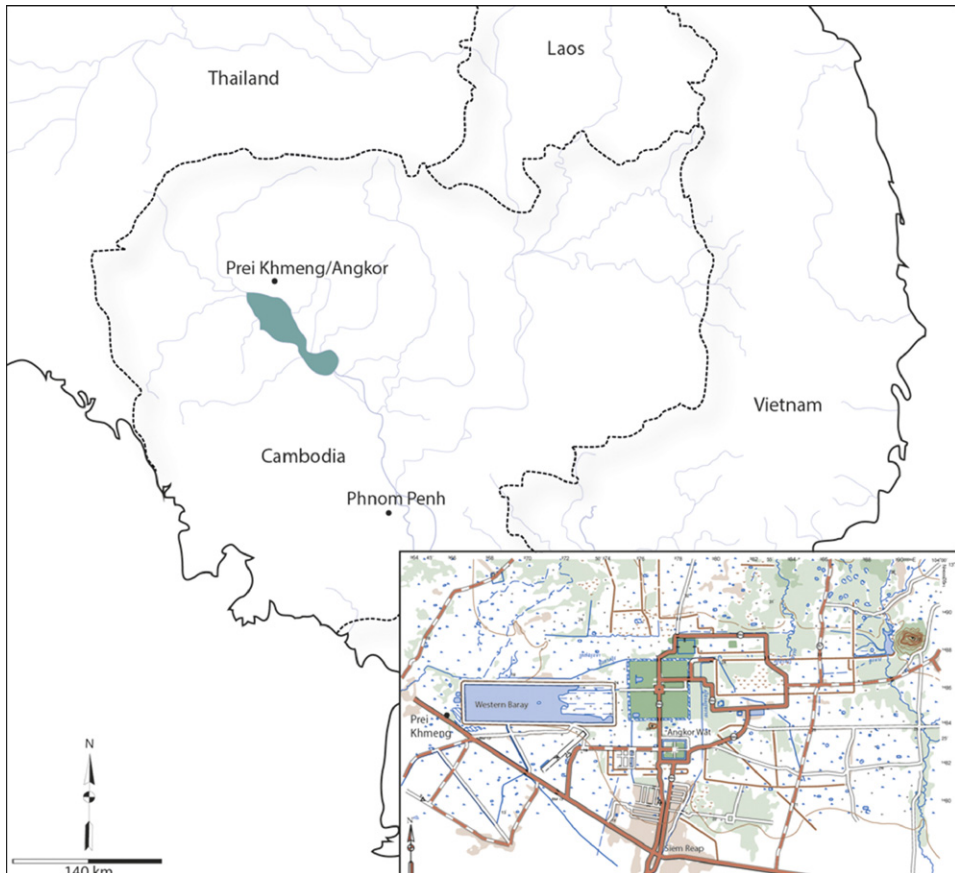 Laos
Thailand
Prei Khmeng/Angkor
Vietnam
Cambodia
Phnom Penh
N
140 km
Western Baray
Prei
Khmeng
Angkor Wat
Siem Reap
N